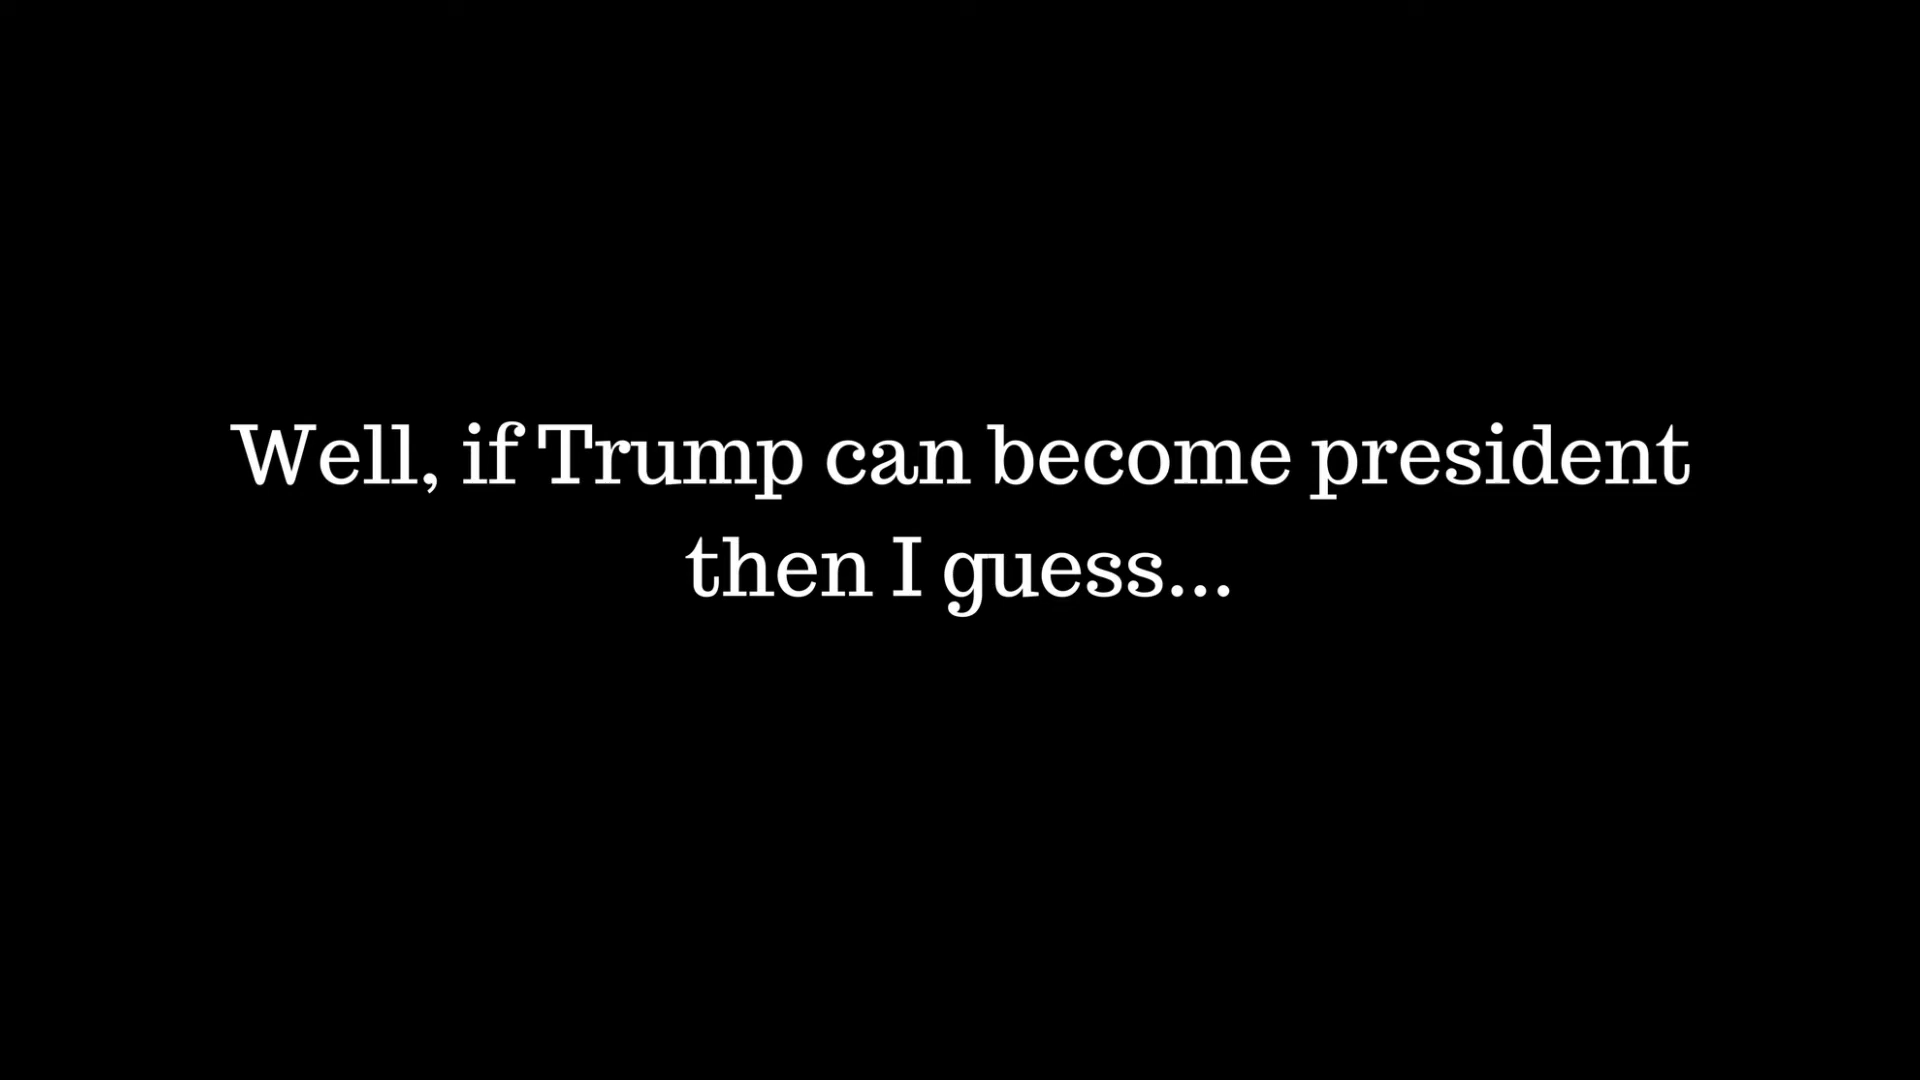 Well, if Trump can become president
then I guess...